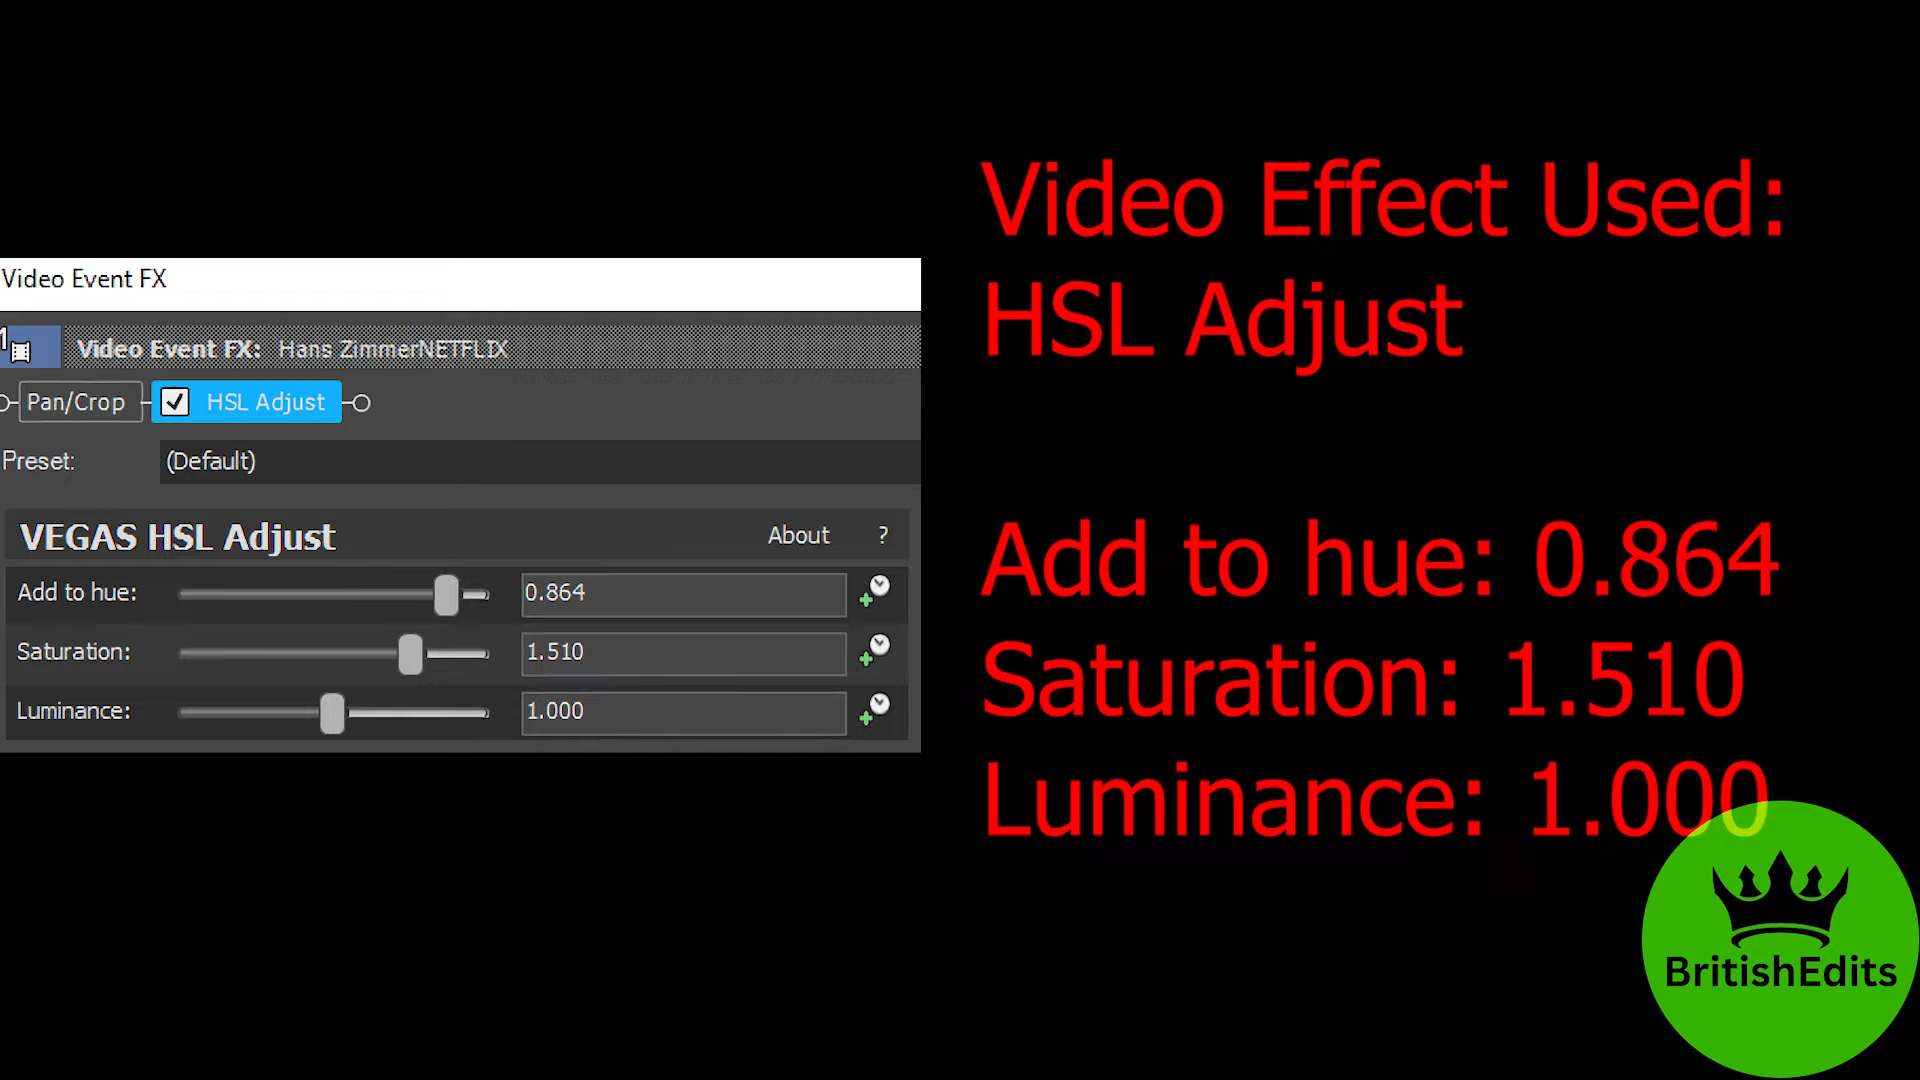 Video Event FX
1
Video Event FX: Hans ZimmerNETFLIX
Pan/Crop HSL Adjust
Preset: (Default)
VEGAS HSL Adjust About ?
Add to hue: 0.864
Saturation: 1.510
Luminance: 1.000
Video Effect Used:
HSL Adjust
Add to hue: 0.864
Saturation: 1.510
Luminance: 1.000
BritishEdits